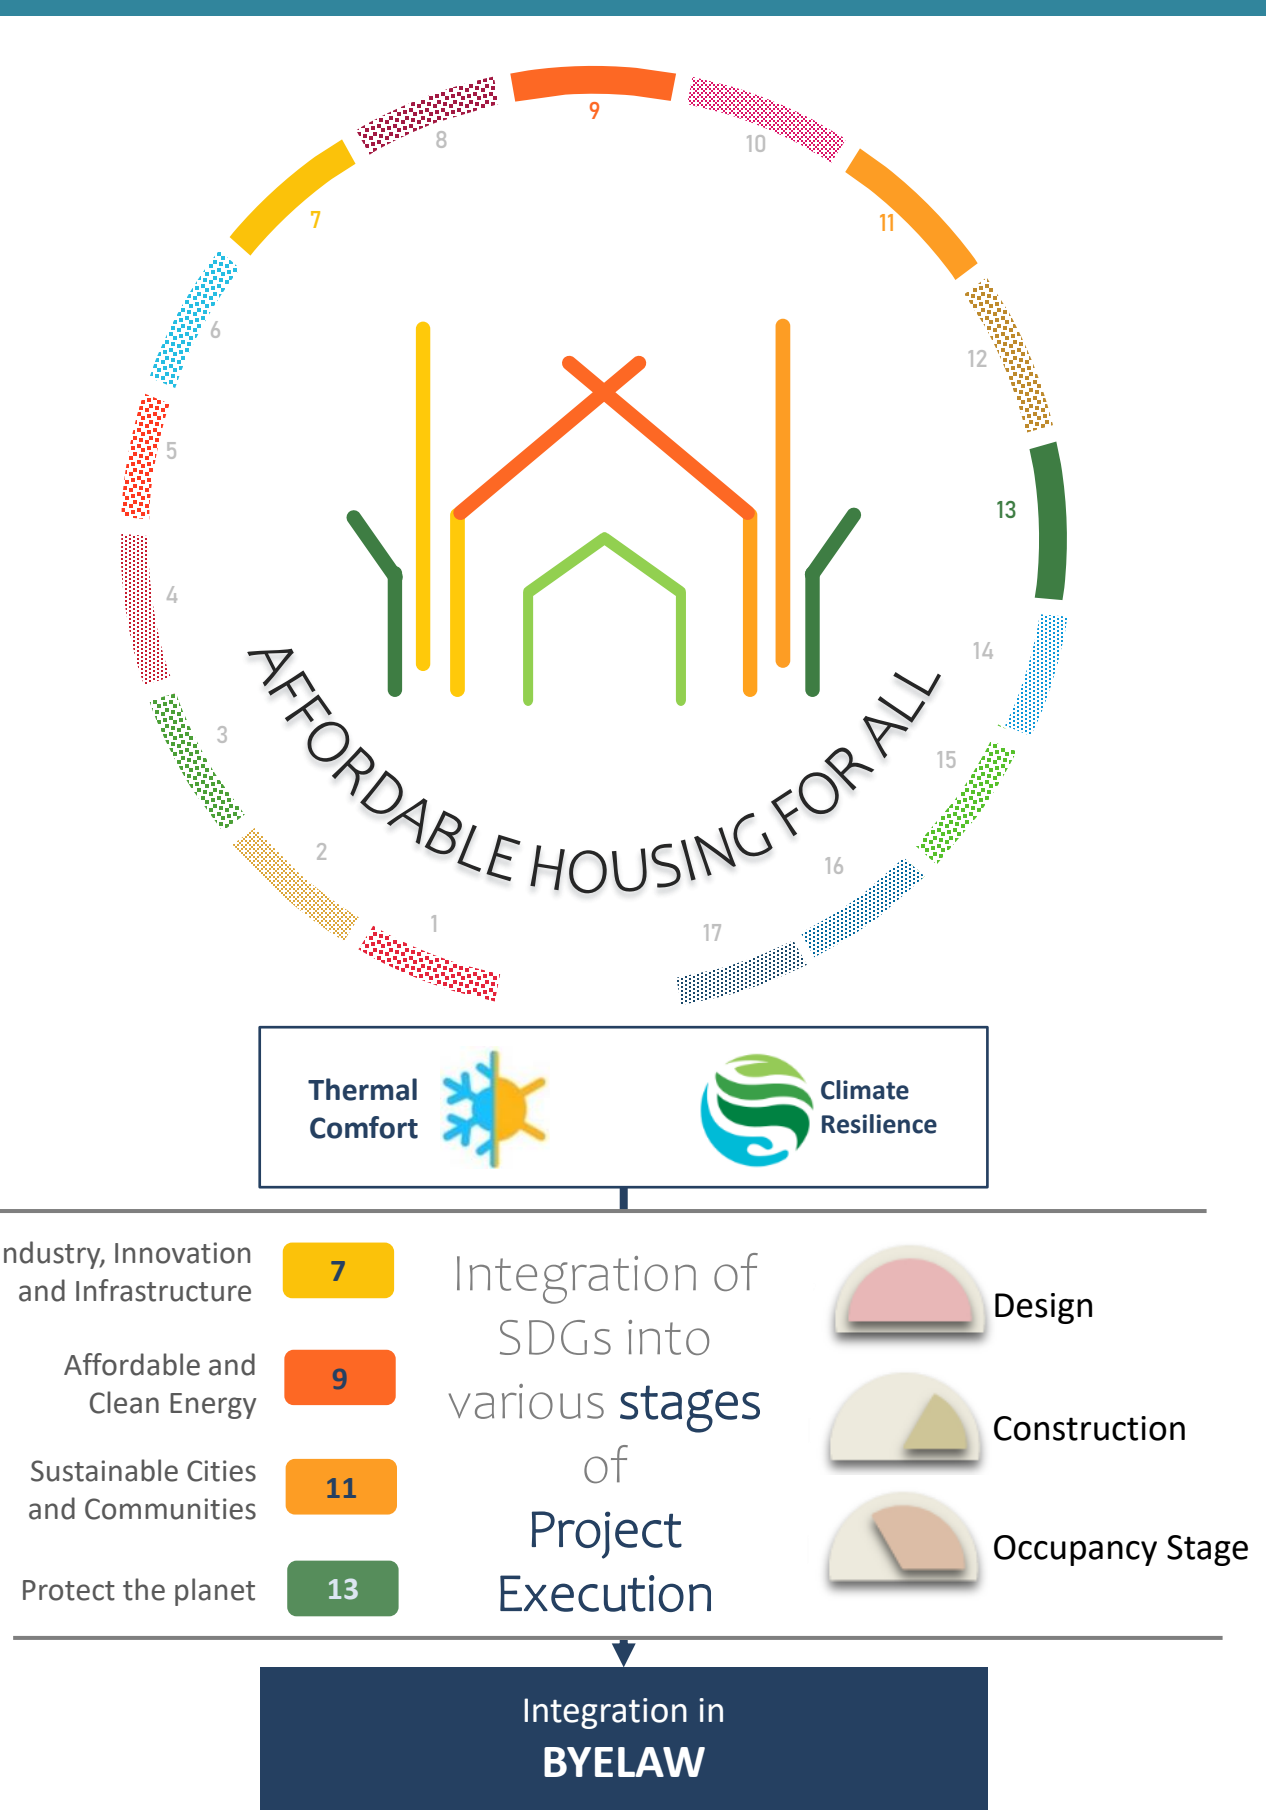 9
8
10
7
11
6
12
5
13
4
14
3
15
2
16
1
17
AFFORDABLE HOUSING FOR ALL
Thermal
Comfort
Climate
Resilience
ndustry, Innovation
and Infrastructure
7
Affordable and
Clean Energy
9
Sustainable Cities
and Communities
11
Protect the planet
13
Integration of
SDGs into
various stages
of
Project
Execution
Design
Construction
Occupancy Stage
Integration in
BYELAW